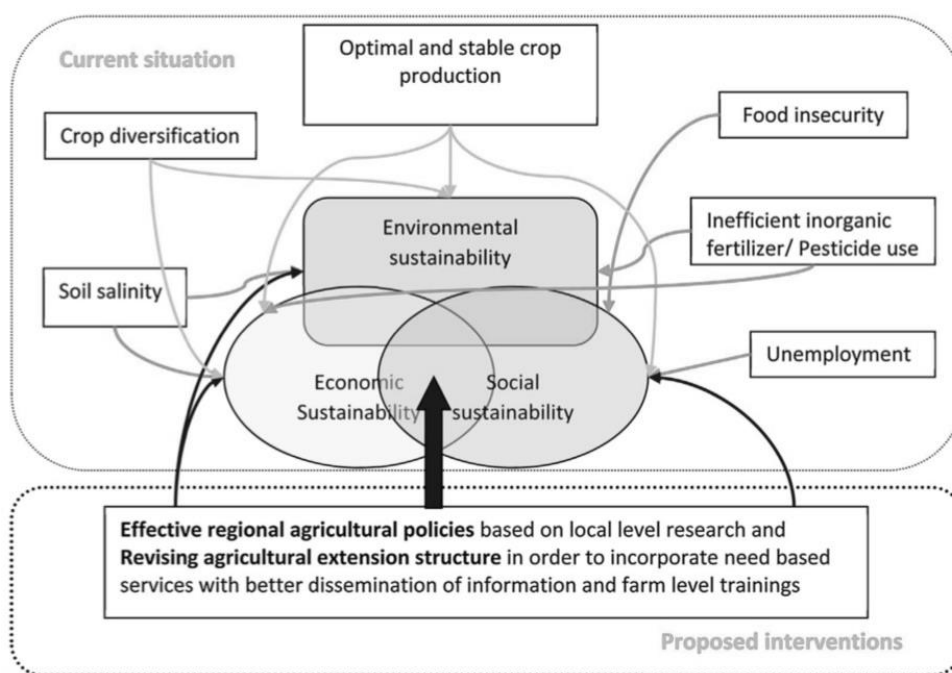 Current situation
Optimal and stable crop
production
Crop diversification
Food insecurity
Environmental
sustainability
Inefficient inorganic
fertilizer/ Pesticide use
Soil salinity
Unemployment
Economic
Sustainability
Social
sustainability
Effective regional agricultural policies based on local level research and
Revising agricultural extension structure in order to incorporate need based
services with better dissemination of information and farm level trainings
Proposed interventions